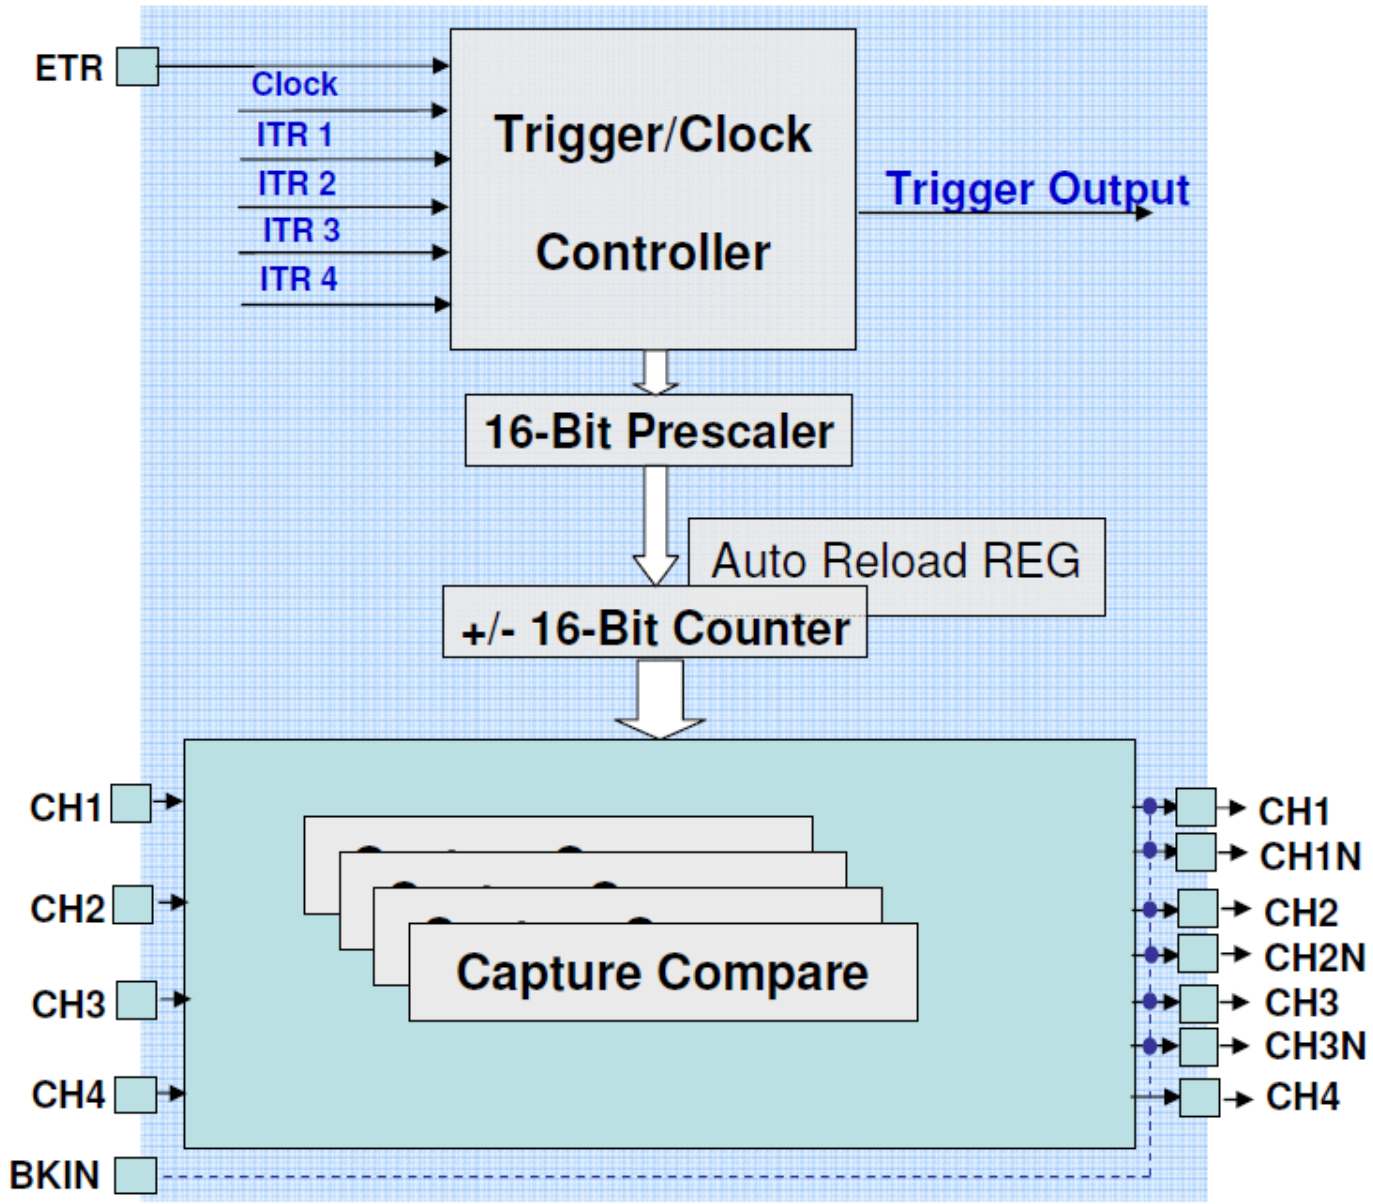 ETR
Clock
ITR 1
ITR 2
ITR 3
ITR 4
Trigger/Clock
Controller
Trigger Output
16-Bit Prescaler
Auto Reload REG
+/- 16-Bit Counter
CH1
CH2
CH3
CH4
BKIN
Capture Compare
CH1
CH1N
CH2
CH2N
CH3
CH3N
CH4